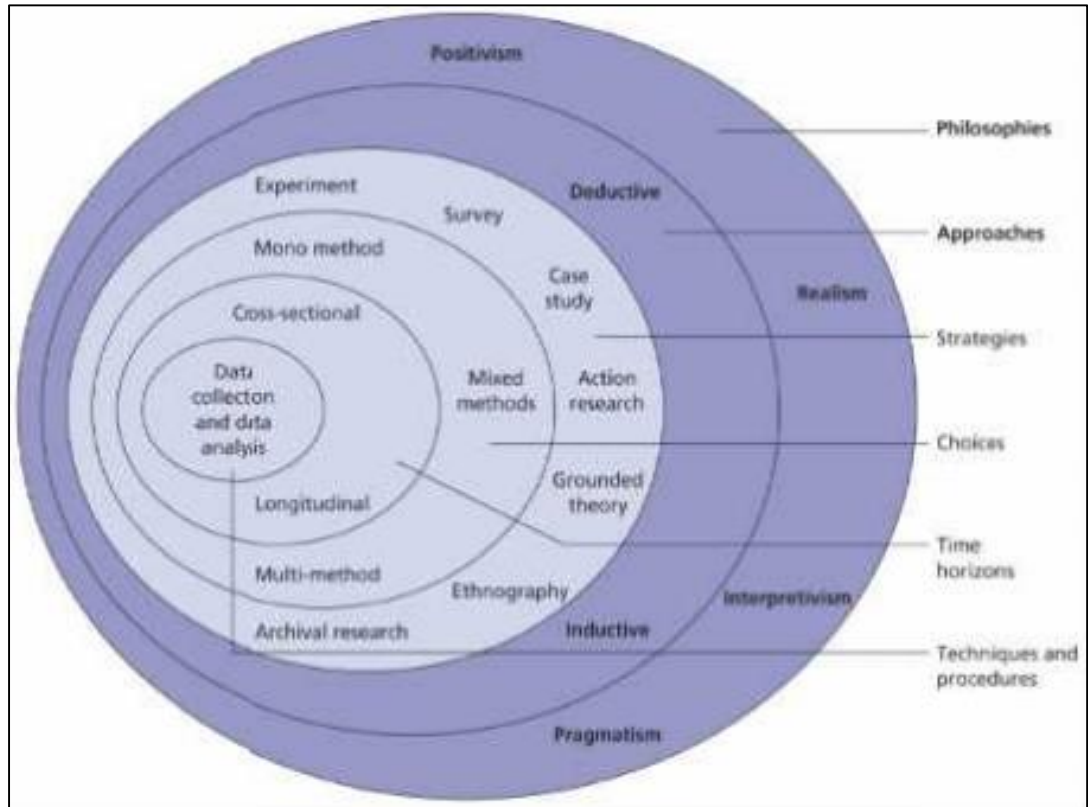 Positivism
Philosophies
Experiment
Deductive
Survey
Approaches
Mono method
Case
study
Realism
Cross-sectional
Strategies
Data
collecton
and data
analysis
Mixed
methods
Action
research
Choices
Grounded
theory
Longitudinal
Time
horizons
Multi-method
Ethnography
Interpretivism
Archival research
Inductive
Techniques and
procedures
Pragmatism